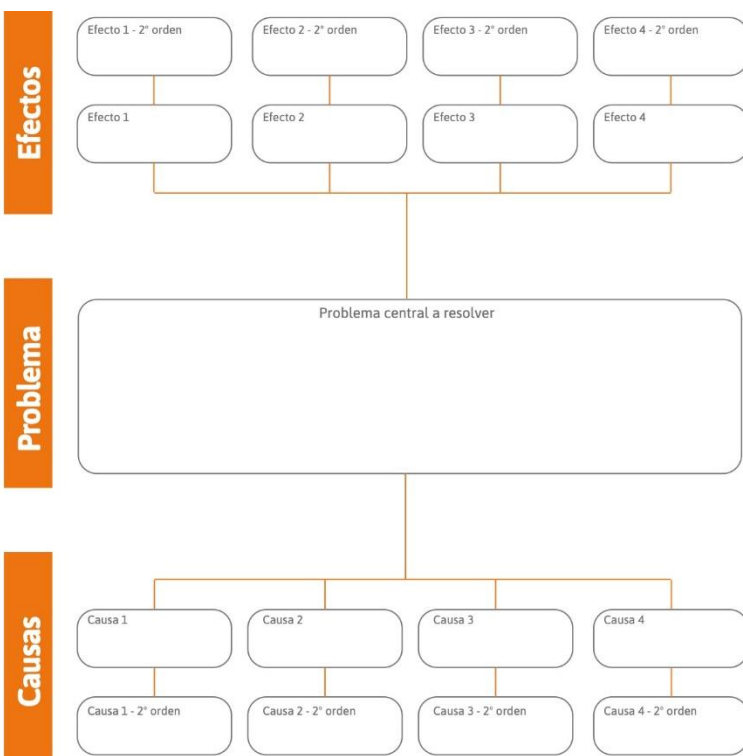 Efectos
Efecto 1 - 2° orden
Efecto 2 - 2° orden
Efecto 3 - 2° orden
Efecto 4 - 2° orden
Efecto 1
Efecto 2
Efecto 3
Efecto 4
Problema
Problema central a resolver
Causas
Causa 1
Causa 2
Causa 3
Causa 4
Causa 1 - 2° orden
Causa 2 - 2° orden
Causa 3 - 2° orden
Causa 4 - 2° orden